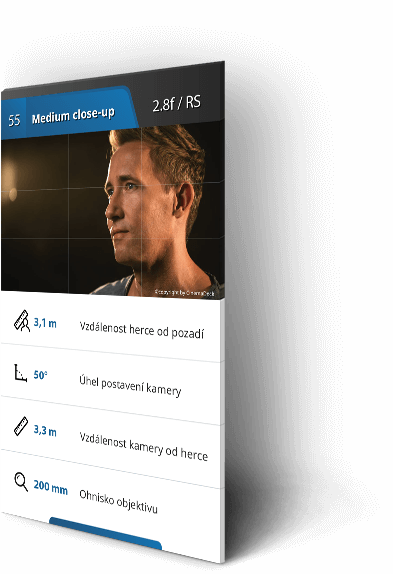 55 Medium close-up 2.8f / RS
©copyright by CinemaDeck
3,1 m Vzdálenost herce od pozadí
50° Úhel postavení kamery
3,3 m Vzdálenost kamery od herce
200 mm Ohnisko objektivu